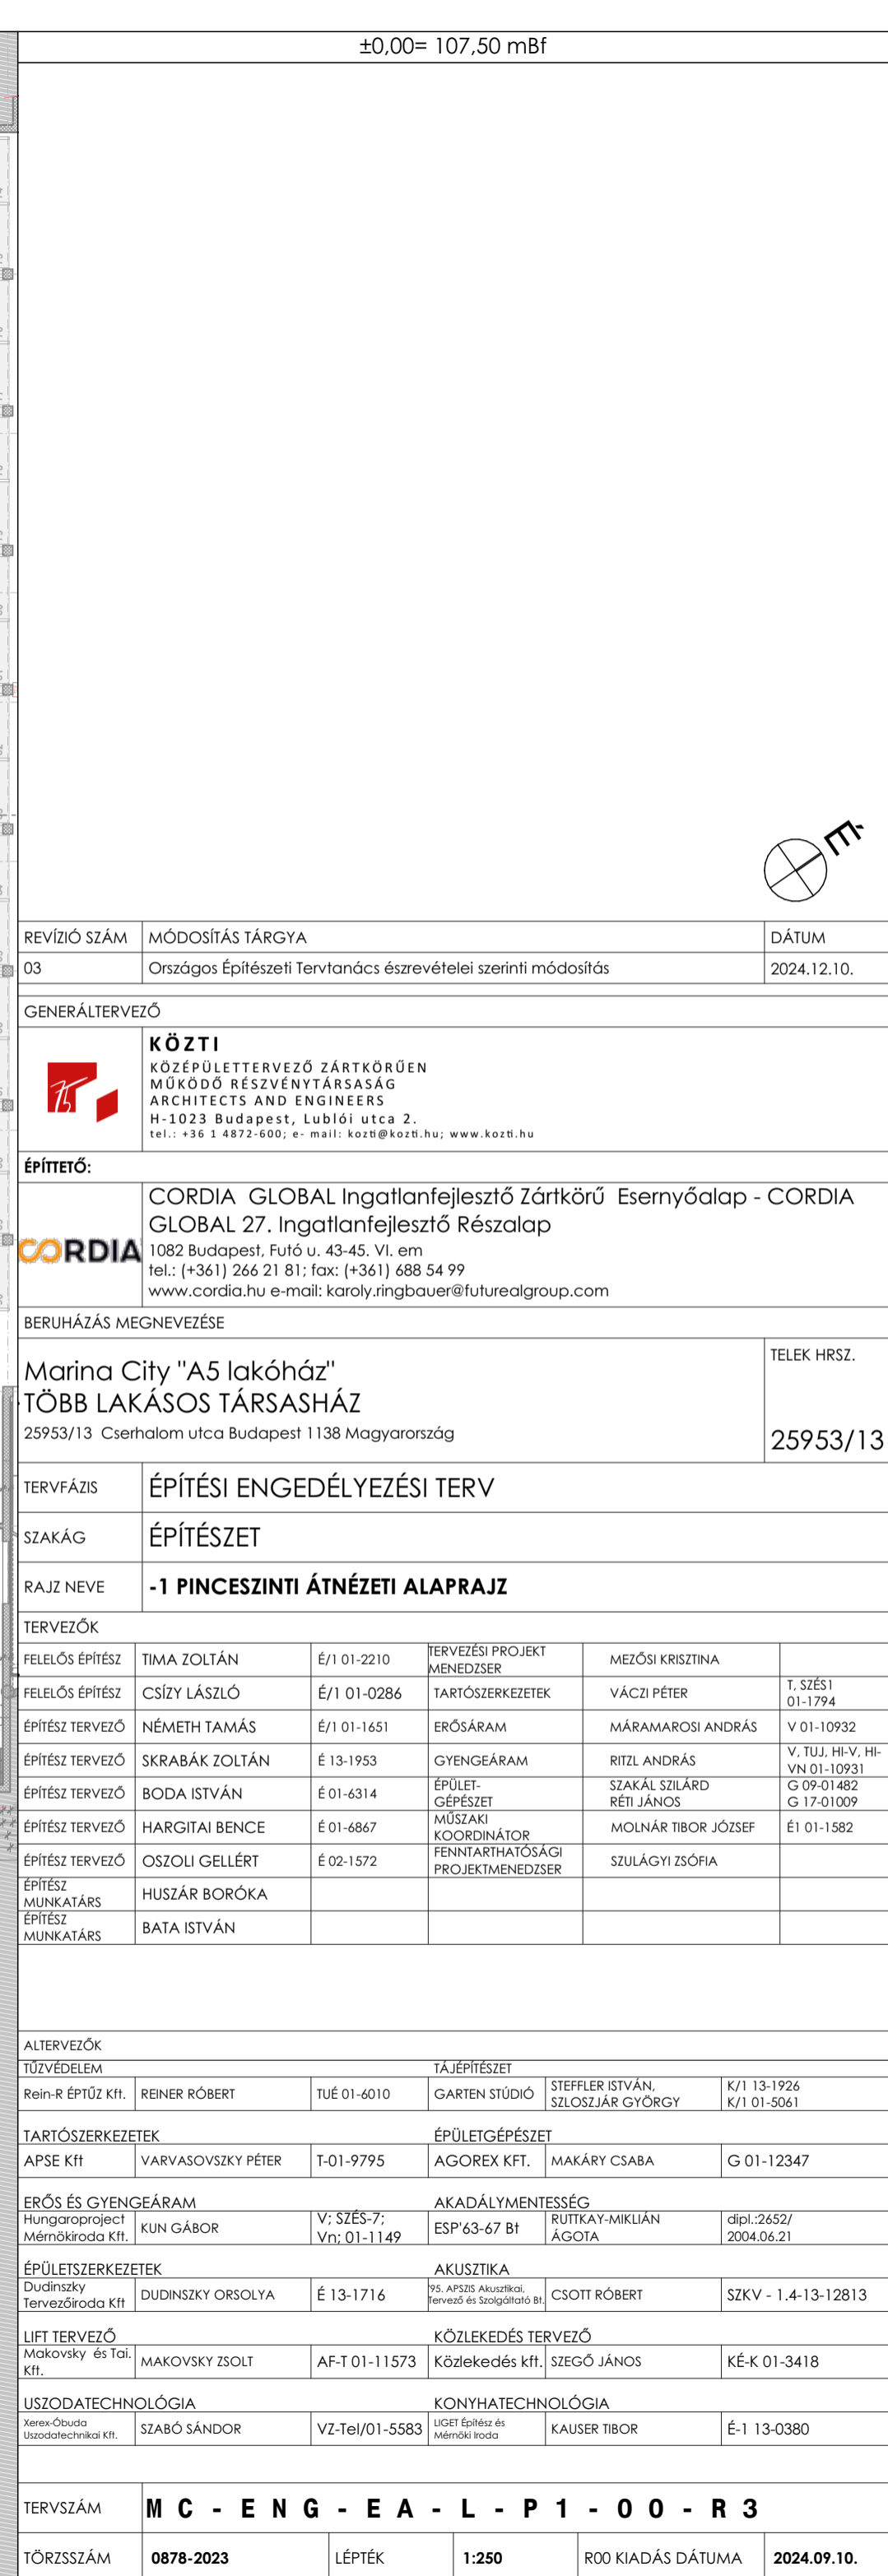 ±0,00= 107,50 mBf
É
REVÍZIÓ SZÁM MÓDOSÍTÁS TÁRGYA DÁTUM
03 Országos Építészeti Tervtanács észrevételei szerinti módosítás 2024.12.10.
GENERÁLTERVEZŐ
KÖZTI
KÖZÉPÜLETTERVEZŐ ZÁRTKÖRŰEN
MŰKÖDŐ RÉSZVÉNYTÁRSASÁG
ARCHITECTS AND ENGINEERS
H-1023 Budapest, Lublói utca 2.
tel.: +36 1 4872-600; e- mail: kozti@kozti.hu; www.kozti.hu
ÉPÍTTETŐ:
CORDIA
CORDIA GLOBAL Ingatlanfejlesztő Zártkörű Esernyőalap - CORDIA
GLOBAL 27. Ingatlanfejlesztő Részalap
1082 Budapest, Futó u. 43-45. VI. em
tel.: (+361) 266 21 81; fax: (+361) 688 54 99
www.cordia.hu e-mail: karoly.ringbauer@futurealgroup.com
BERUHÁZÁS MEGNEVEZÉSE
Marina City "A5 lakóház"
TÖBB LAKÁSOS TÁRSASHÁZ
25953/13 Cserhalom utca Budapest 1138 Magyarország
TELEK HRSZ.
25953/13
TERVFÁZIS ÉPÍTÉSI ENGEDÉLYEZÉSI TERV
SZAKÁG ÉPÍTÉSZET
RAJZ NEVE -1 PINCESZINTI ÁTNÉZETI ALAPRAJZ
TERVEZŐK
FELELŐS ÉPÍTÉSZ TIMA ZOLTÁN É/1 01-2210 TERVEZÉSI PROJEKT MENEDZSER MEZŐSI KRISZTINA
FELELŐS ÉPÍTÉSZ CSÍZY LÁSZLÓ É/1 01-0286 TARTÓSZERKEZETEK VÁCZI PÉTER T, SZÉS1 01-1794
ÉPÍTÉSZ TERVEZŐ NÉMETH TAMÁS É/1 01-1651 ERŐSÁRAM MÁRAMAROSI ANDRÁS V 01-10932
ÉPÍTÉSZ TERVEZŐ SKRABÁK ZOLTÁN É 13-1953 GYENGEÁRAM RITZL ANDRÁS V, TUJ, HI-V, HI-VN 01-10931
ÉPÍTÉSZ TERVEZŐ BODA ISTVÁN É 01-6314 ÉPÜLET-GÉPÉSZET SZAKÁL SZILÁRD RÉTI JÁNOS G 09-01482 G 17-01009
ÉPÍTÉSZ TERVEZŐ HARGITAI BENCE É 01-6867 MŰSZAKI KOORDINÁTOR MOLNÁR TIBOR JÓZSEF É1 01-1582
ÉPÍTÉSZ TERVEZŐ OSZOLI GELLÉRT É 02-1572 FENNTARTHATÓSÁGI PROJEKTMENEDZSER SZULÁGYI ZSÓFIA
ÉPÍTÉSZ MUNKATÁRS HUSZÁR BORÓKA
ÉPÍTÉSZ MUNKATÁRS BATA ISTVÁN
ALTERVEZŐK
TŰZVÉDELEM TÁJÉPÍTÉSZET
Rein-R ÉPTŰZ Kft. REINER RÓBERT TUÉ 01-6010 GARTEN STÚDIÓ STEFFLER ISTVÁN, SZLOSZJÁR GYÖRGY K/1 13-1926 K/1 01-5061
TARTÓSZERKEZETEK ÉPÜLETGÉPÉSZET
APSE Kft VARVASOVSZKY PÉTER T-01-9795 AGOREX KFT. MAKÁRY CSABA G 01-12347
ERŐS ÉS GYENGEÁRAM AKADÁLYMENTESSÉG
Hungaroproject Mérnökiroda Kft. KUN GÁBOR V; SZÉS-7; Vn; 01-1149 ESP'63-67 Bt RUTTKAY-MIKLIÁN ÁGOTA dipl.:2652/ 2004.06.21
ÉPÜLETSZERKEZETEK AKUSZTIKA
Dudinszky Tervezőiroda Kft DUDINSZKY ORSOLYA É 13-1716 '95. APSZIS Akusztikai, Tervező és Szolgáltató Bt. CSOTT RÓBERT SZKV - 1.4-13-12813
LIFT TERVEZŐ KÖZLEKEDÉS TERVEZŐ
Makovsky és Tai. Kft. MAKOVSKY ZSOLT AF-T 01-11573 Közlekedés kft. SZEGŐ JÁNOS KÉ-K 01-3418
USZODATECHNOLÓGIA KONYHATECHNOLÓGIA
Xerex-Óbuda Uszodatechnikai Kft. SZABÓ SÁNDOR VZ-Tel/01-5583 LIGET Építész és Mérnöki Iroda KAUSER TIBOR É-1 13-0380
TERVSZÁM MC-ENG-EA-L-P1-00-R3
TÖRZSSZÁM 0878-2023 LÉPTÉK 1:250 R00 KIADÁS DÁTUMA 2024.09.10.